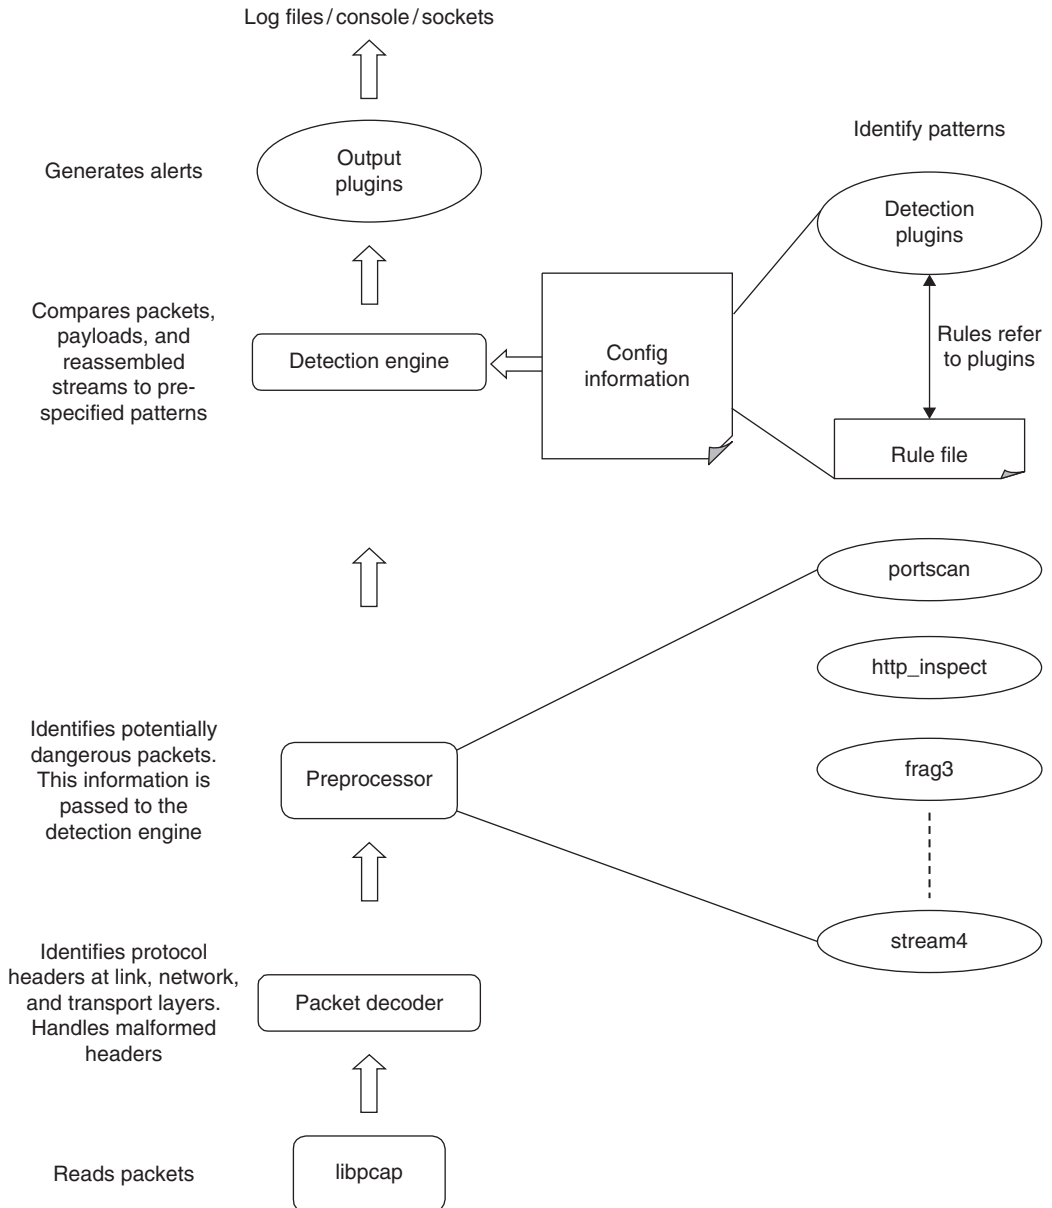 Log files/console/sockets
Identify patterns
Generates alerts
Output
plugins
Detection
plugins
Compares packets,
payloads, and
reassembled
streams to pre-
specified patterns
Detection engine
Config
information
Rules refer
to plugins
Rule file
portscan
http_inspect
Identifies potentially
dangerous packets.
This information is
passed to the
detection engine
Preprocessor
frag3
stream4
Identifies protocol
headers at link, network,
and transport layers.
Handles malformed
headers
Packet decoder
Reads packets
libpcap